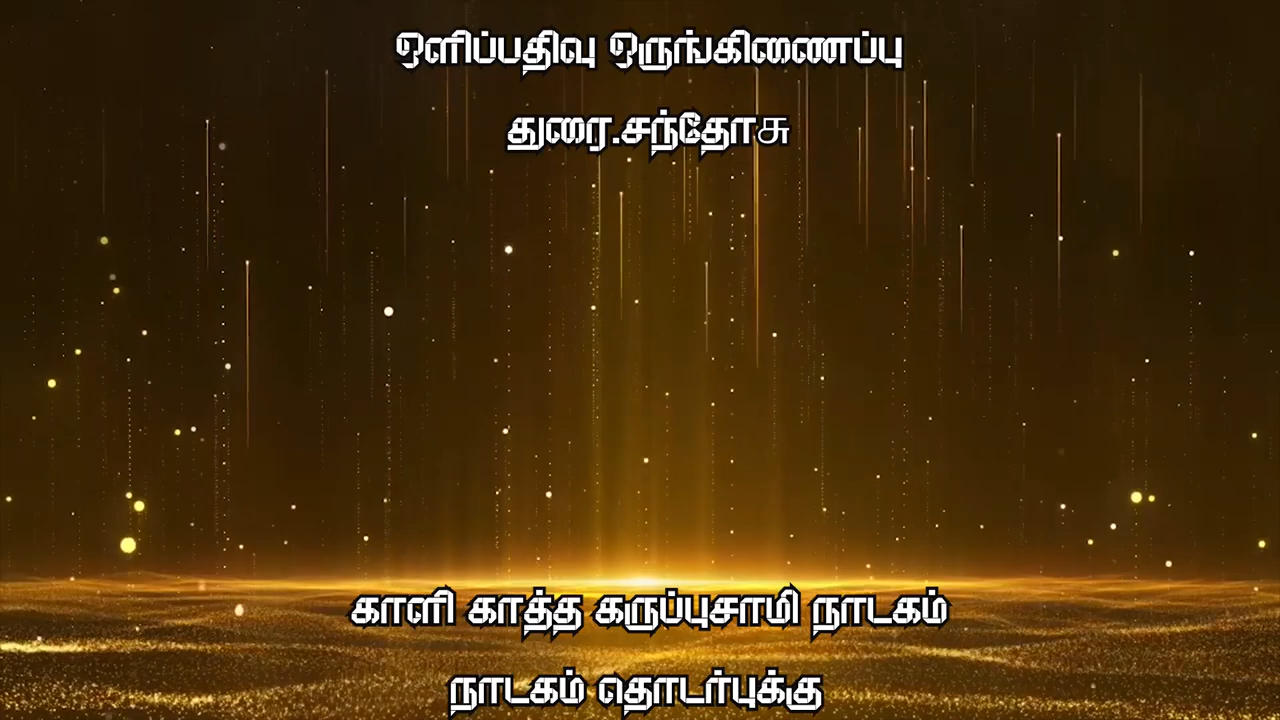 ஒளிப்பதிவு ஒருங்கிணைப்பு
துரை.சந்தோசு
காளி காத்த கருப்புசாமி நாடகம்
நாடகம் தொடர்புக்கு